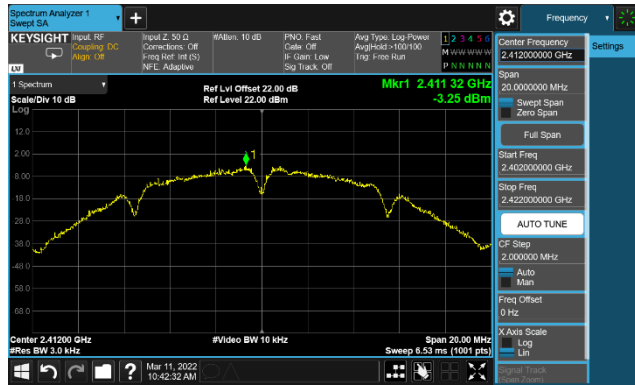 Spectrum Analyzer 1
Swept SA
Frequency
KEYSIGHT
Input: RF
Coupling: DC
Align: Off
Input Z: 50 Ω
Corrections: Off
Freq Ref: Int (S)
NFE: Adaptive
#Atten: 10 dB
PNO: Fast
Gate: Off
IF Gain: Low
Sig Track: Off
Avg Type: Log-Power
Avg|Hold:>100/100
Trig: Free Run
1 2 3 4 5 6
M W W W W W
P N N N N N
LXI
1 Spectrum
Scale/Div 10 dB
Log
Ref Lvl Offset 22.00 dB
Ref Level 22.00 dBm
Mkr1 2.411 32 GHz
-3.25 dBm
1
12.0
2.00
-8.00
-18.0
-28.0
-38.0
-48.0
-58.0
-68.0
Center 2.41200 GHz
#Res BW 3.0 kHz
#Video BW 10 kHz
Span 20.00 MHz
Sweep 6.53 ms (1001 pts)
Center Frequency
2.412000000 GHz
Settings
Span
20.0000000 MHz
Swept Span
Zero Span
Full Span
Start Freq
2.402000000 GHz
Stop Freq
2.422000000 GHz
AUTO TUNE
CF Step
2.000000 MHz
Auto
Man
Freq Offset
0 Hz
X Axis Scale
Log
Lin
Signal Track
(Span Zoom)
?
Mar 11, 2022
10:42:32 AM